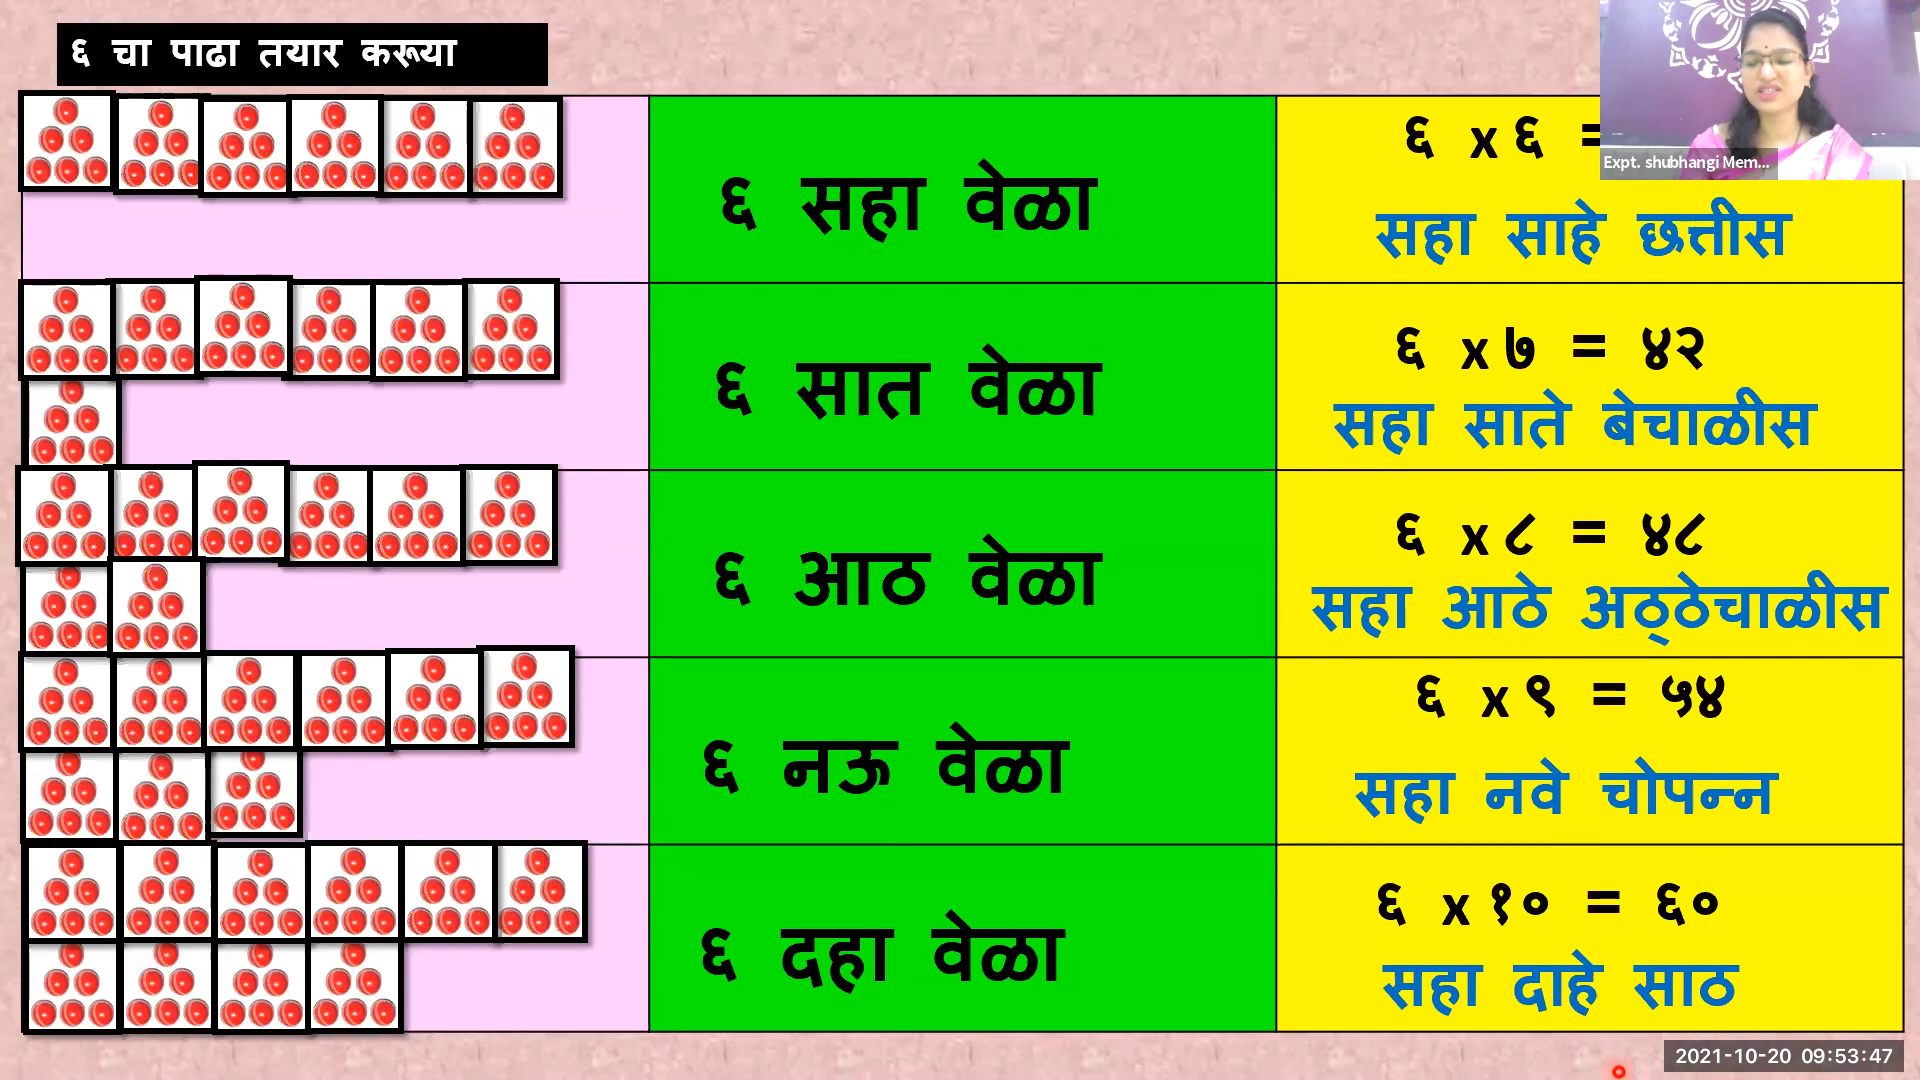 ६ चा पाढा तयार करूया
६ सहा वेळा
६ x ६ =
सहा साहे छत्तीस
Expt. shubhangi Mem...
६ सात वेळा
६ x ७ = ४२
सहा साते बेचाळीस
६ आठ वेळा
६ x ८ = ४८
सहा आठे अठ्ठेचाळीस
६ नऊ वेळा
६ x ९ = ५४
सहा नवे चोपन्न
६ दहा वेळा
६ x १० = ६०
सहा दाहे साठ
2021-10-20 09:53:47